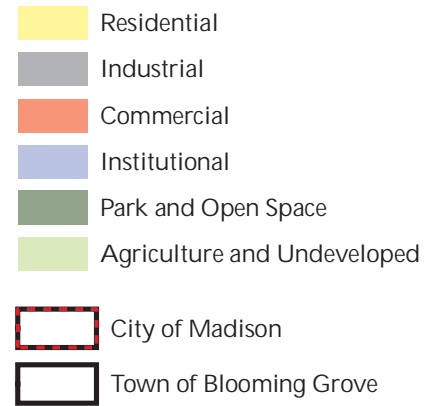 Residential
Industrial
Commercial
Institutional
Park and Open Space
Agriculture and Undeveloped
City of Madison
Town of Blooming Grove